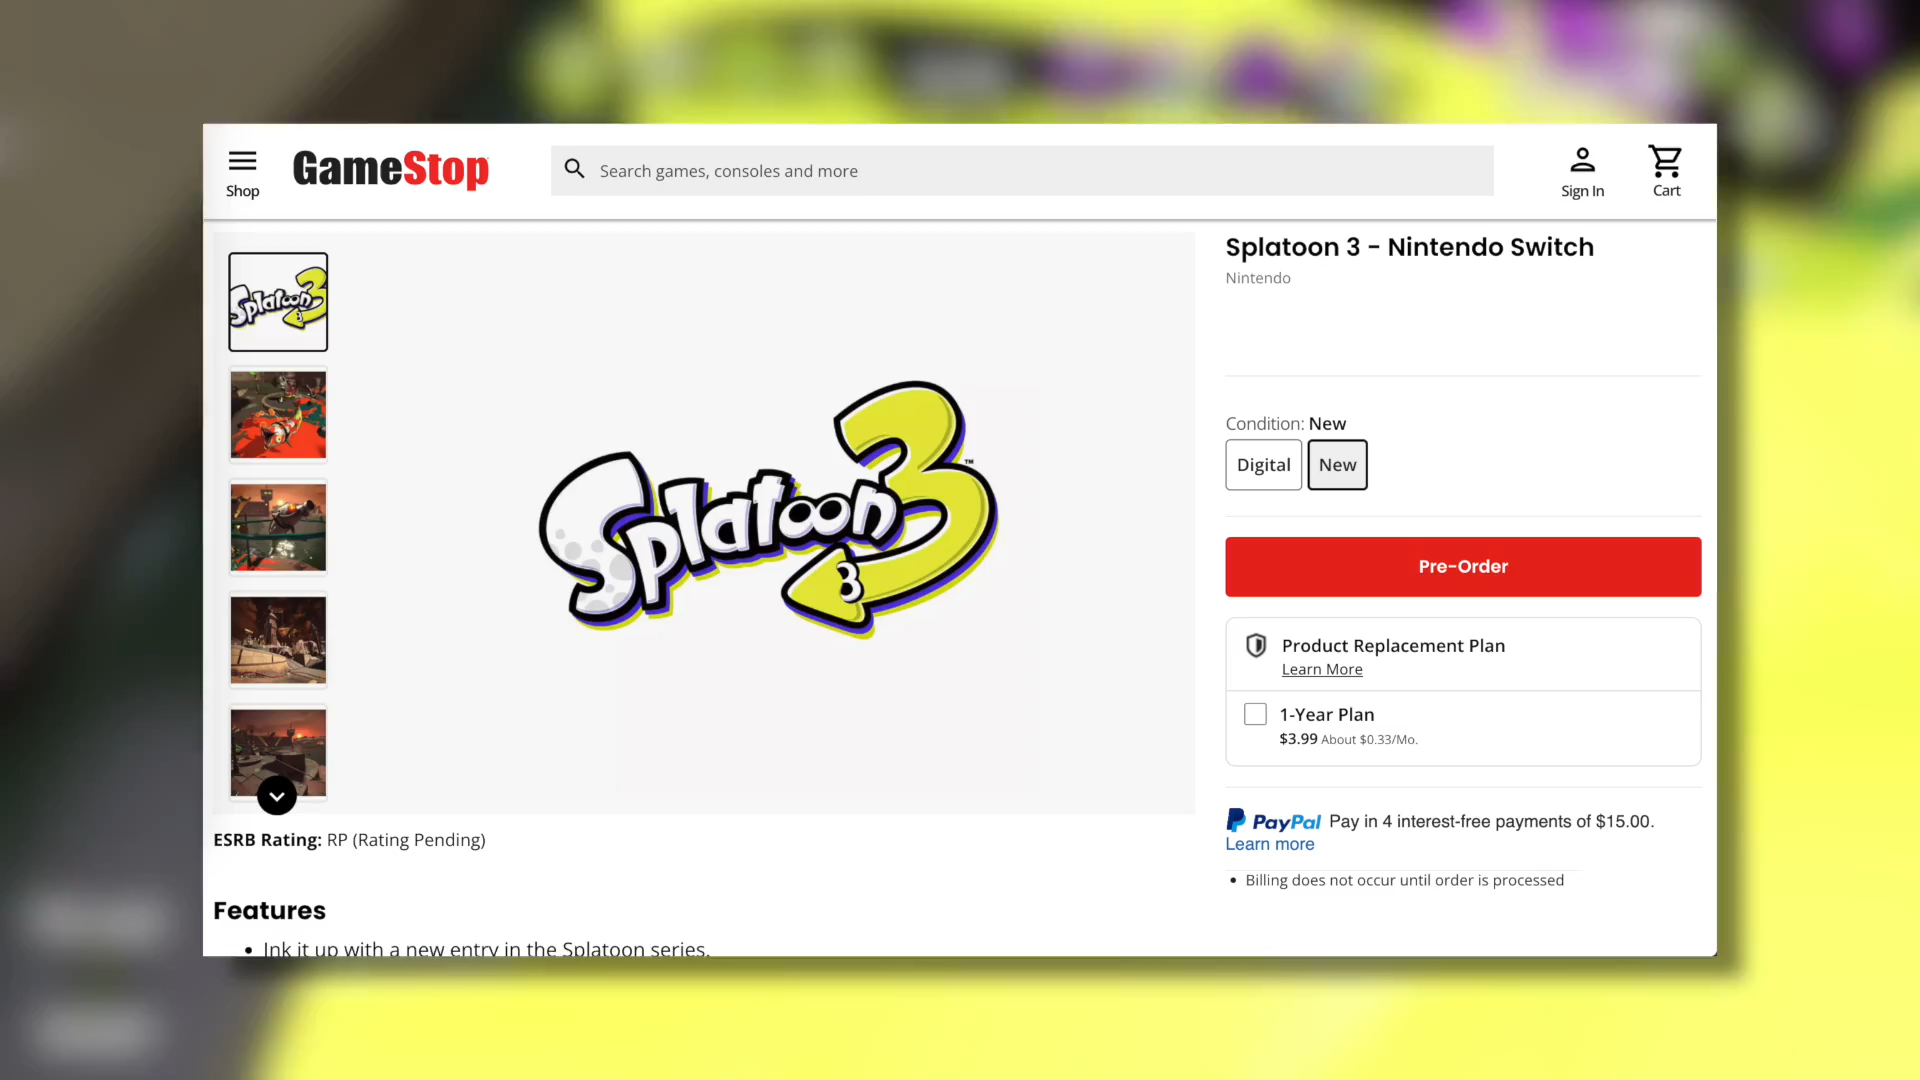 Shop
GameStop
Search games, consoles and more
Sign In
Cart
Splatoon 3
Splatoon 3 - Nintendo Switch
Nintendo
Splatoon 3™
3
Condition: New
Digital
New
Pre-Order
Product Replacement Plan
Learn More
1-Year Plan
$3.99 About $0.33/Mo.
PayPal Pay in 4 interest-free payments of $15.00.
Learn more
• Billing does not occur until order is processed
ESRB Rating: RP (Rating Pending)
Features
• Ink it up with a new entry in the Splatoon series.